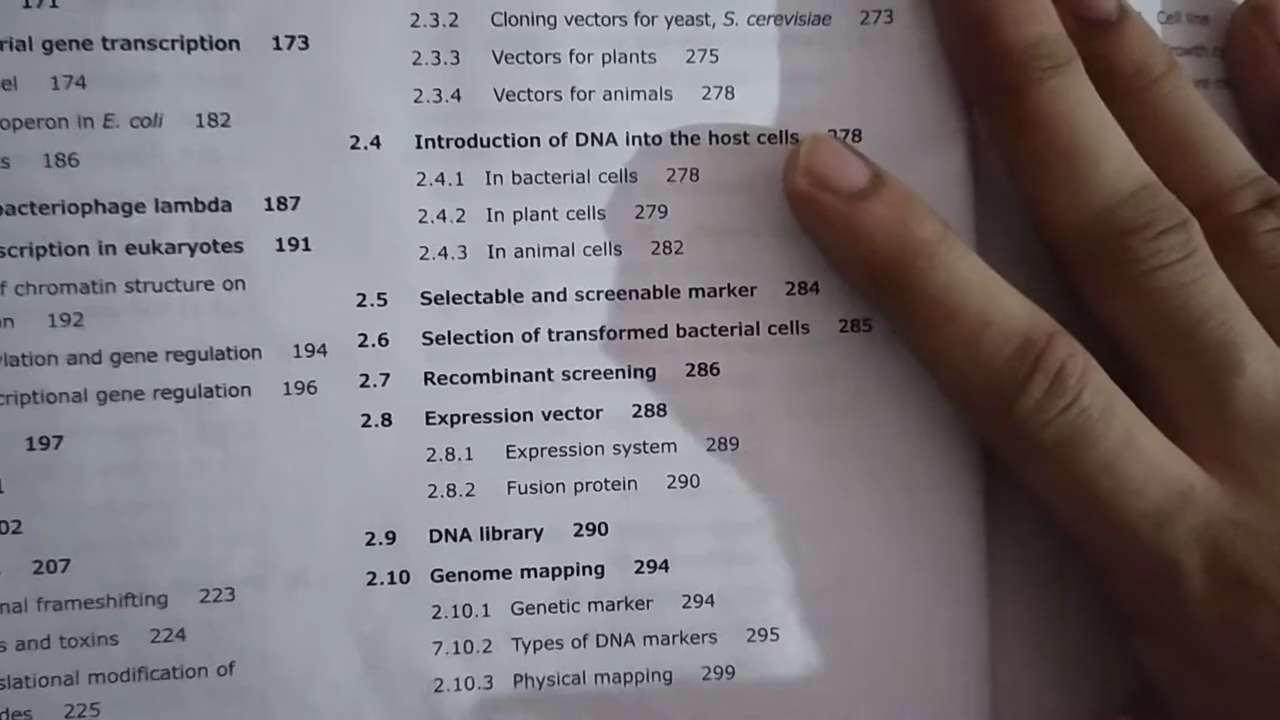 171
rial gene transcription 173
el 174
operon in E. coli 182
s 186
bacteriophage lambda 187
scription in eukaryotes 191
f chromatin structure on
n 192
lation and gene regulation 194
criptional gene regulation 196
197
02
207
nal frameshifting 223
s and toxins 224
slational modification of
des 225
2.3.2 Cloning vectors for yeast, S. cerevisiae 273
2.3.3 Vectors for plants 275
2.3.4 Vectors for animals 278
2.4 Introduction of DNA into the host cells 278
2.4.1 In bacterial cells 278
2.4.2 In plant cells 279
2.4.3 In animal cells 282
2.5 Selectable and screenable marker 284
2.6 Selection of transformed bacterial cells 285
2.7 Recombinant screening 286
2.8 Expression vector 288
2.8.1 Expression system 289
2.8.2 Fusion protein 290
2.9 DNA library 290
2.10 Genome mapping 294
2.10.1 Genetic marker 294
7.10.2 Types of DNA markers 295
2.10.3 Physical mapping 299
Cell line